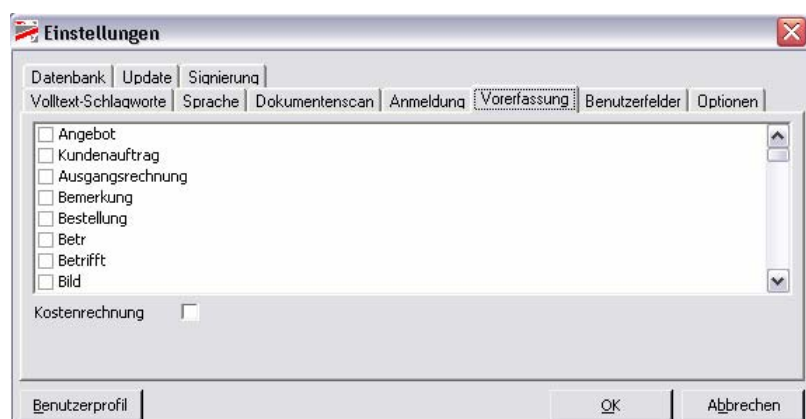 Einstellungen
Datenbank Update Signierung
Volltext-Schlagworte Sprache Dokumentenscan Anmeldung Vorerfassung Benutzerfelder Optionen
Angebot
Kundenauftrag
Ausgangsrechnung
Bemerkung
Bestellung
Betr
Betrifft
Bild
Kostenrechnung
Benutzerprofil OK Abbrechen